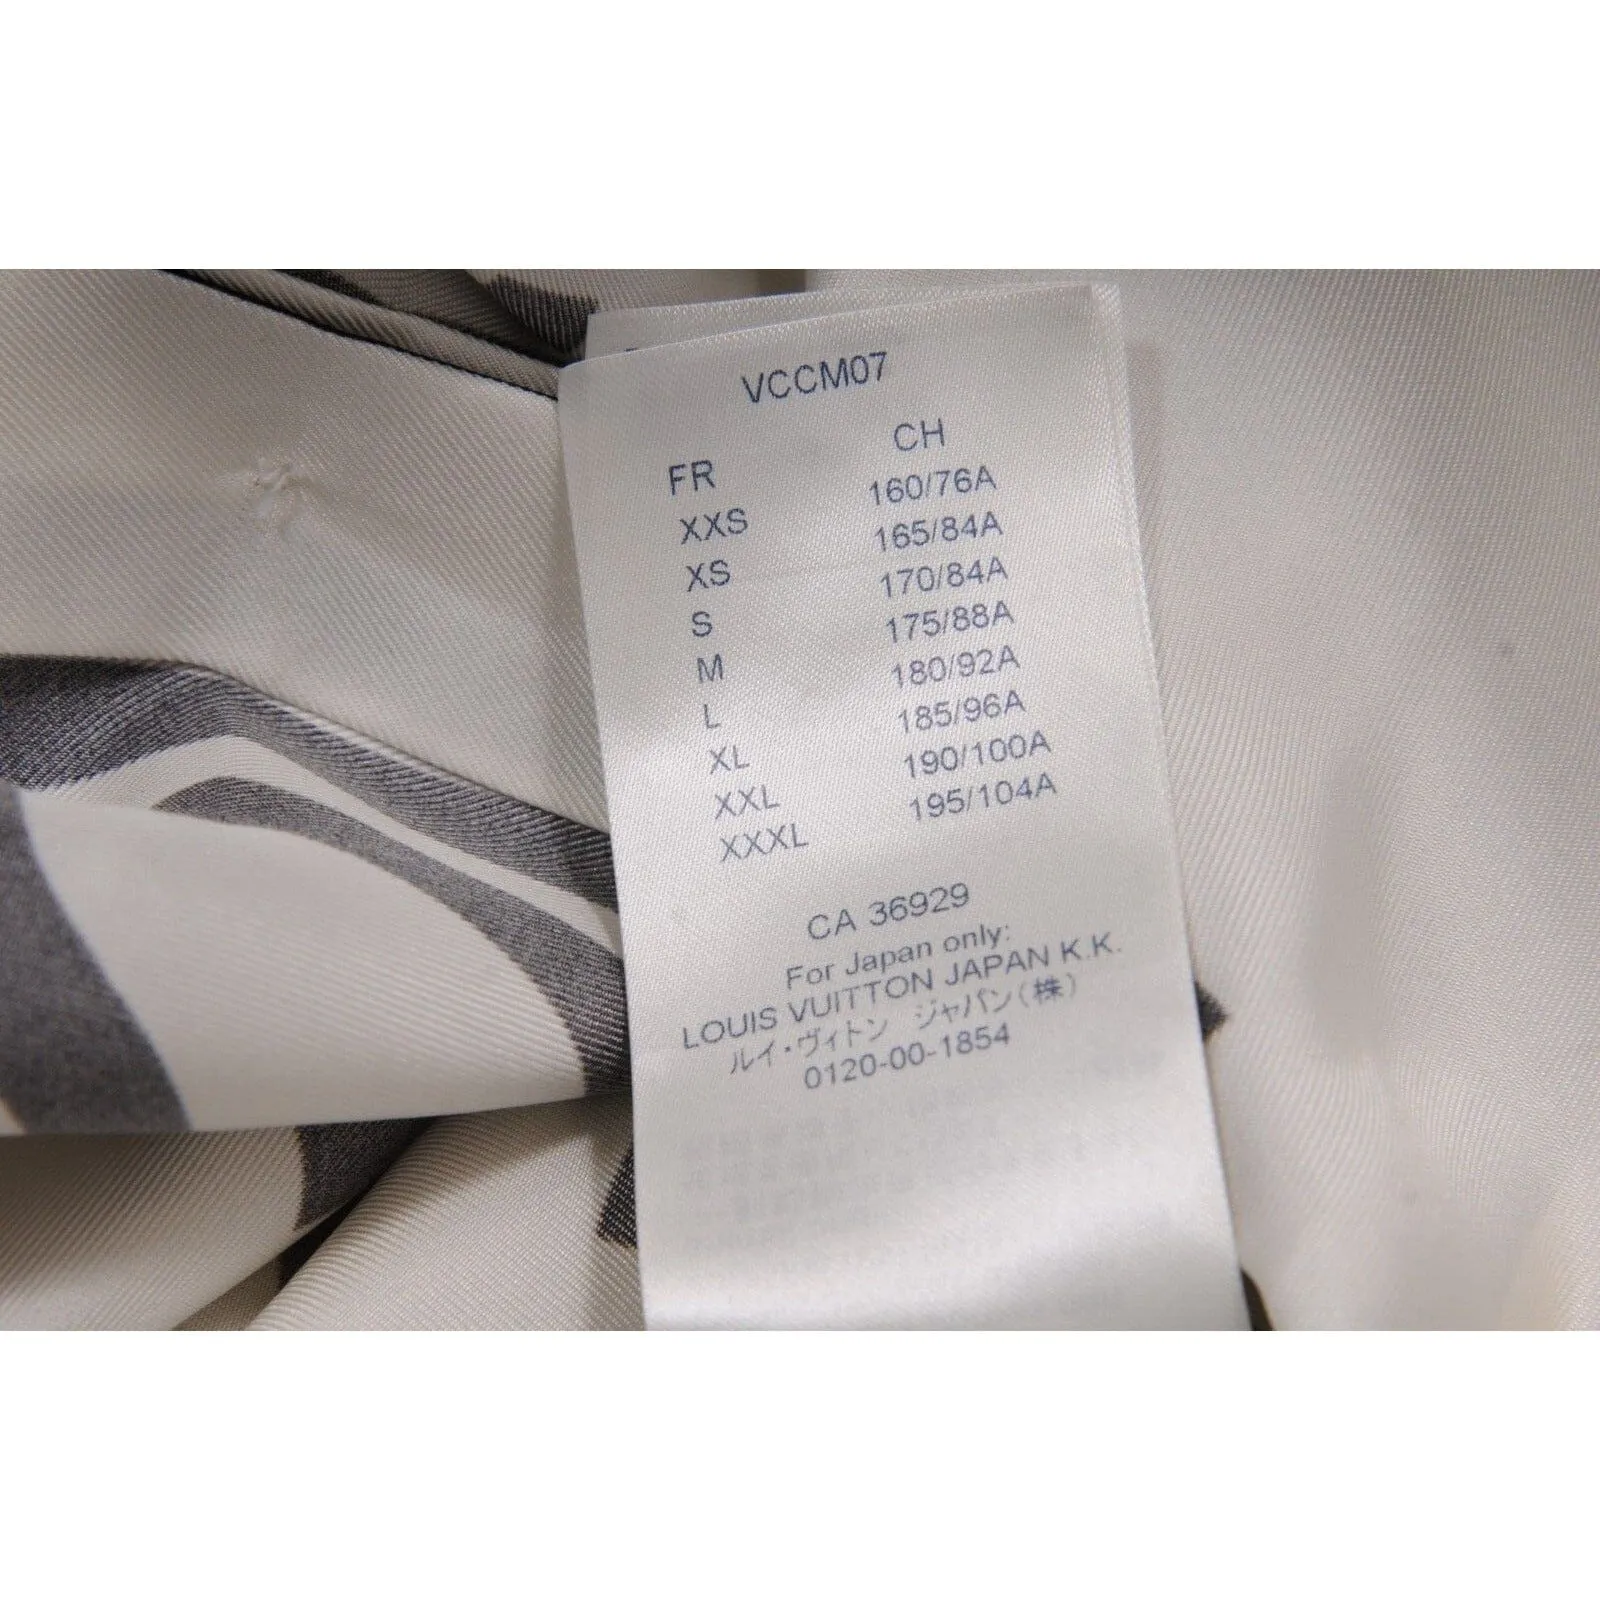 VCCM07
FR CH
XXS 160/76A
XS 165/84A
S 170/84A
M 175/88A
L 180/92A
XL 185/96A
XXL 190/100A
XXXL 195/104A
CA 36929
For Japan only:
LOUIS VUITTON JAPAN K.K.
ルイ・ヴィトン ジャパン(株)
0120-00-1854